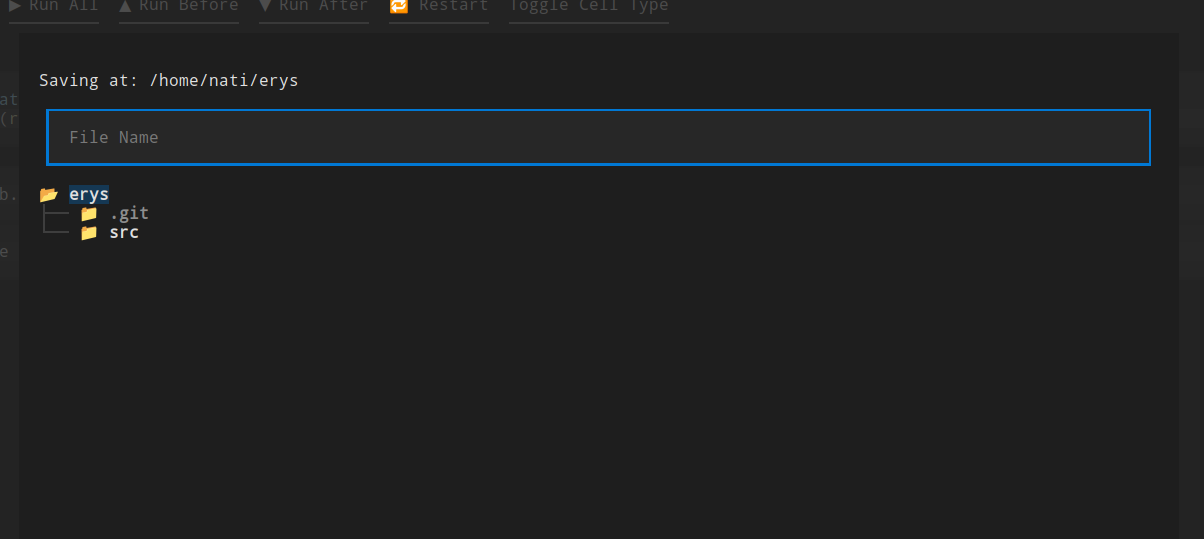 ▶ Run All ▲ Run Before ▼ Run After 🔁 Restart Toggle Cell Type
Saving at: /home/nati/erys
at
(r
File Name
b.
📂 erys
📁 .git
📁 src
e